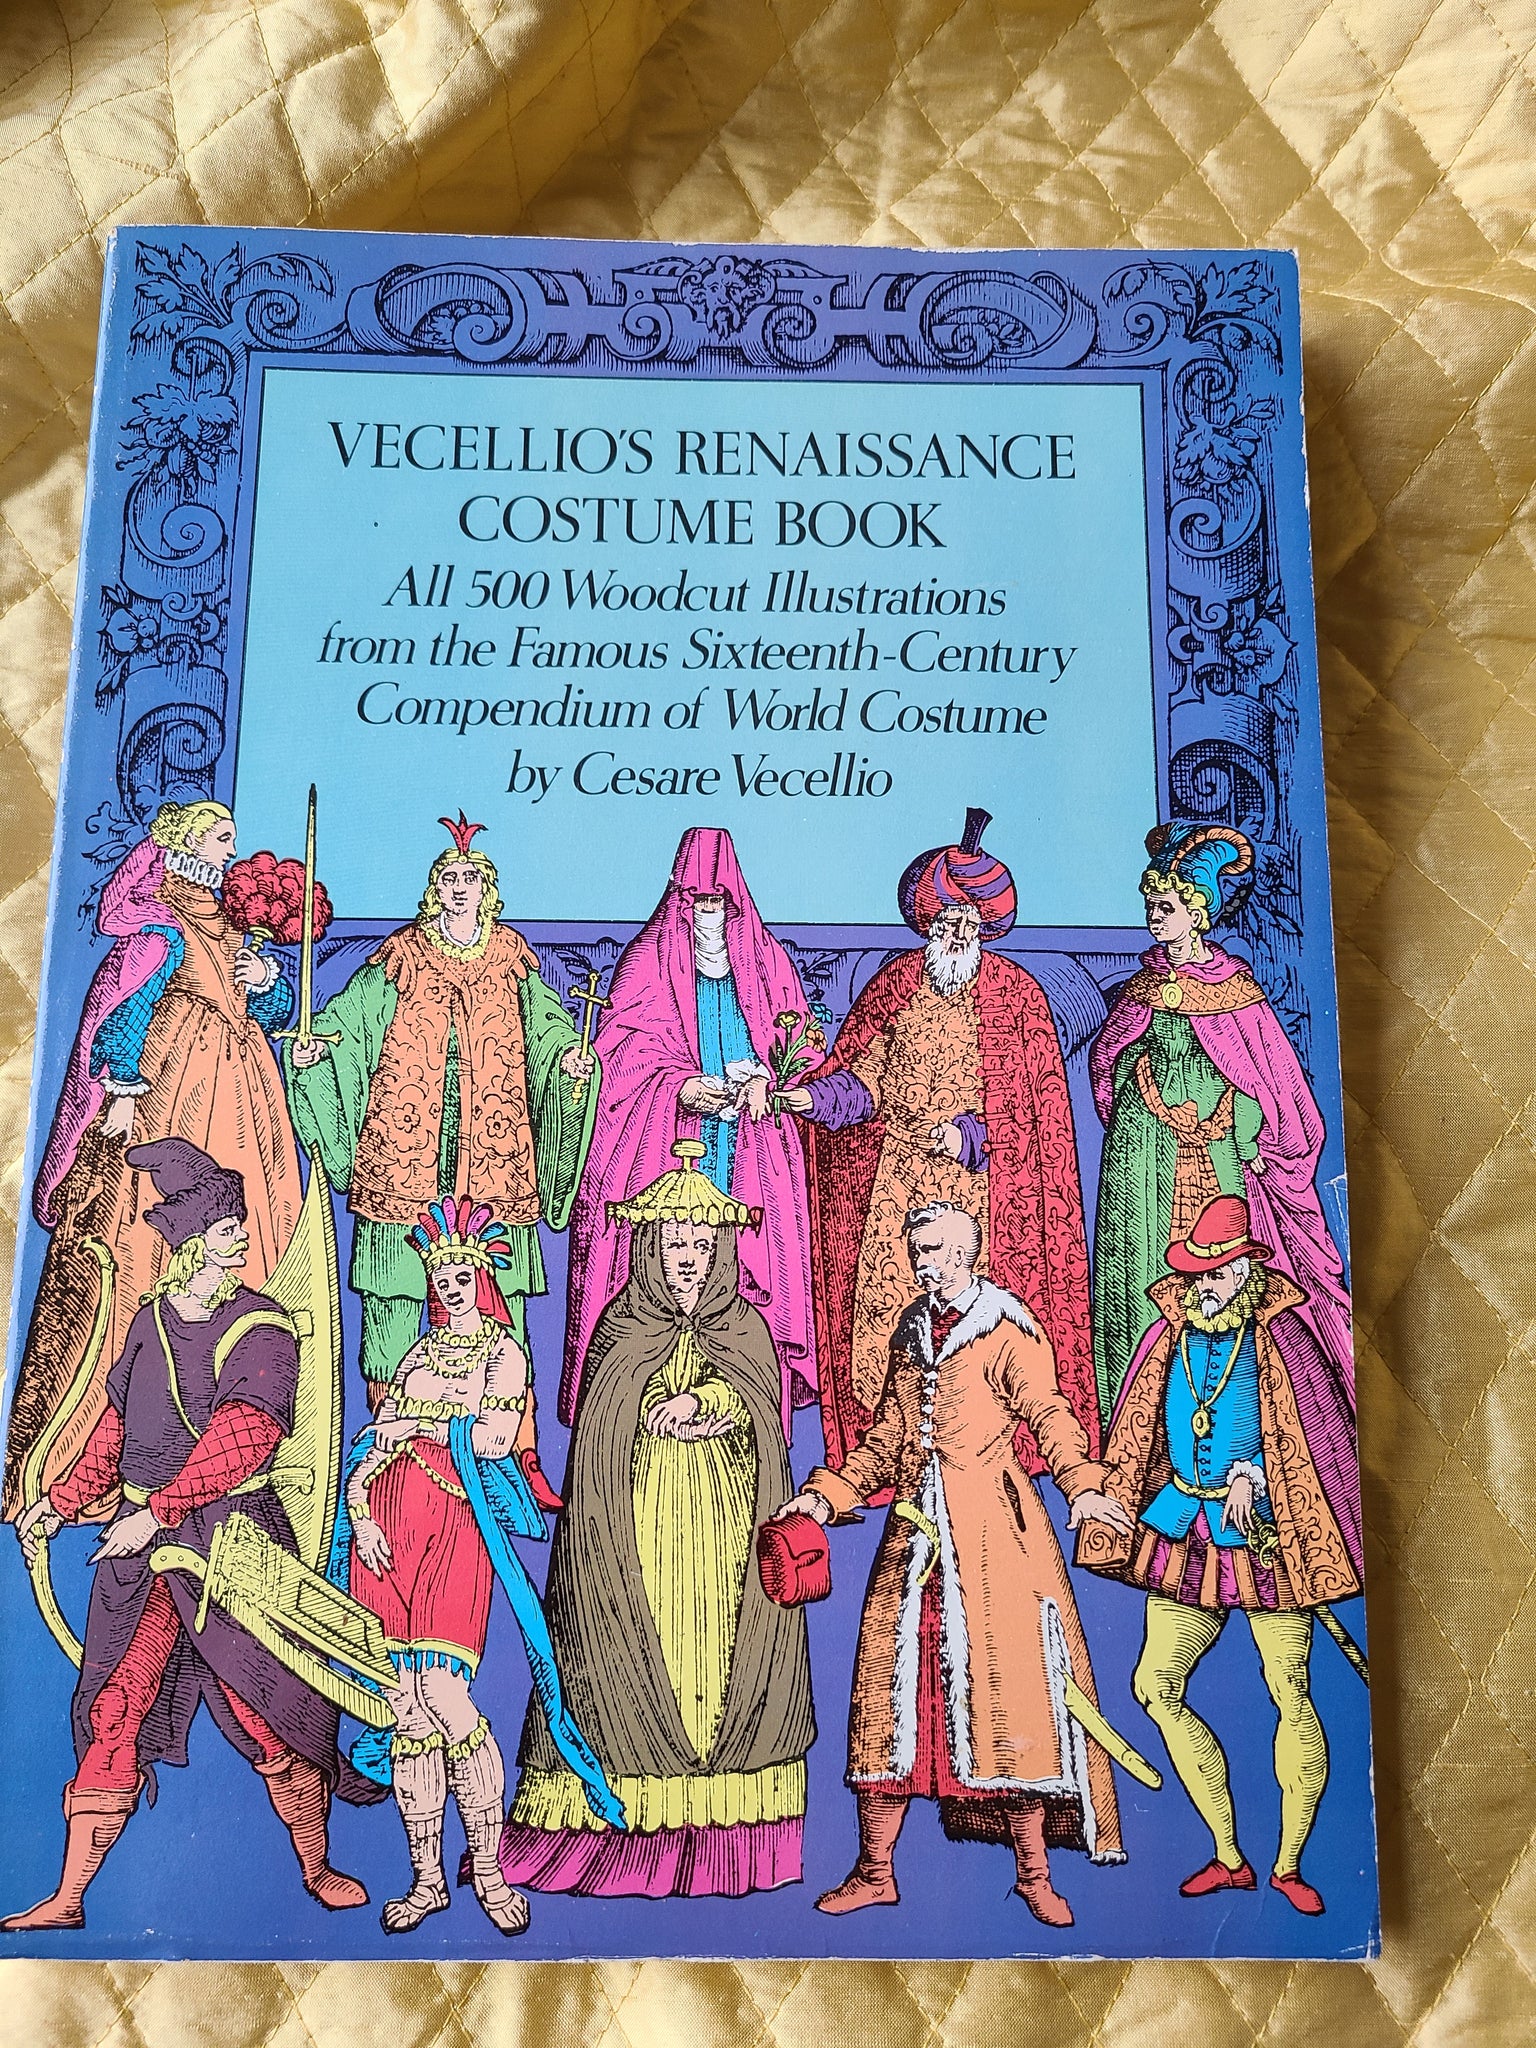 VECELLIO'S RENAISSANCE
COSTUME BOOK
All 500 Woodcut Illustrations
from the Famous Sixteenth-Century
Compendium of World Costume
by Cesare Vecellio